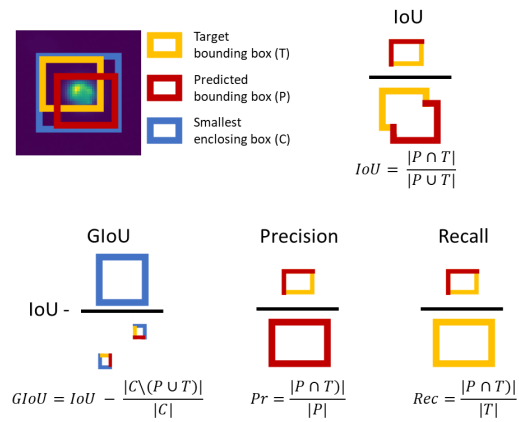 Target
bounding box (T)
Predicted
bounding box (P)
Smallest
enclosing box (C)
IoU
IoU = |P ∩ T| / |P ∪ T|
GIoU
IoU -
GIoU = IoU − |C\(P ∪ T)| / |C|
Precision
Pr = |P ∩ T)| / |P|
Recall
Rec = |P ∩ T)| / |T|